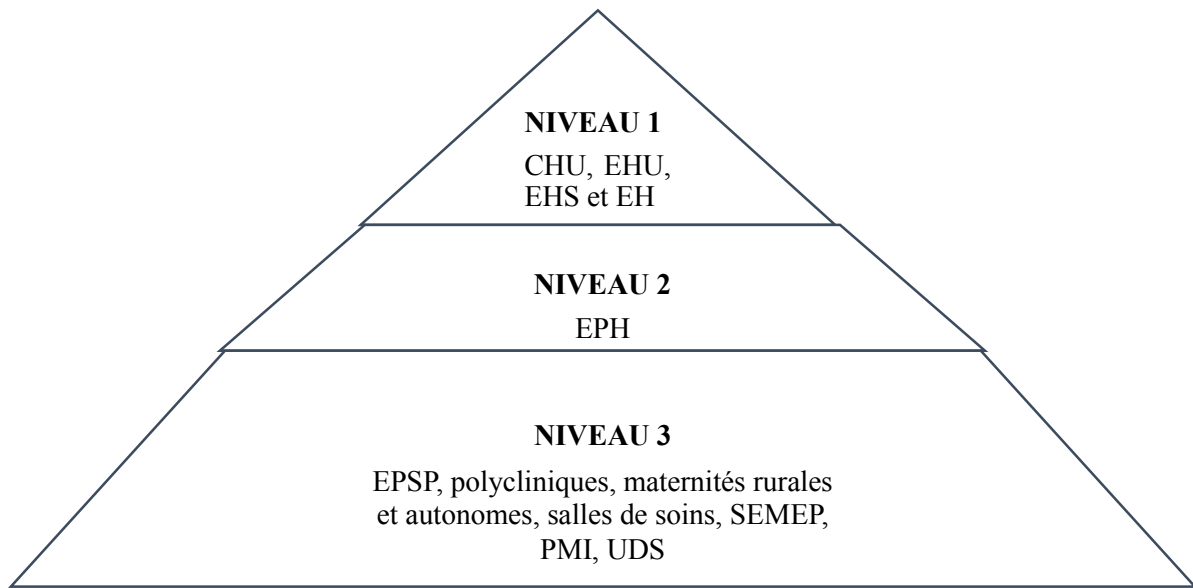 NIVEAU 1
CHU, EHU,
EHS et EH
NIVEAU 2
EPH
NIVEAU 3
EPSP, polycliniques, maternités rurales
et autonomes, salles de soins, SEMEP,
PMI, UDS